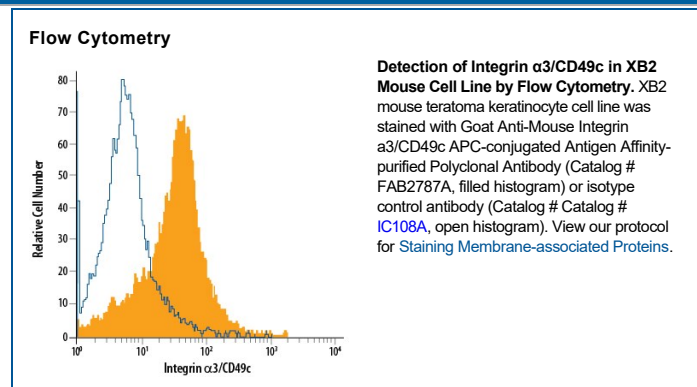 Flow Cytometry
80
70
60
50
40
30
20
10
0
Relative Cell Number
10⁰
10¹
10²
10³
10⁴
Integrin α3/CD49c
Detection of Integrin α3/CD49c in XB2
Mouse Cell Line by Flow Cytometry. XB2
mouse teratoma keratinocyte cell line was
stained with Goat Anti-Mouse Integrin
a3/CD49c APC-conjugated Antigen Affinity-
purified Polyclonal Antibody (Catalog #
FAB2787A, filled histogram) or isotype
control antibody (Catalog # Catalog #
IC108A, open histogram). View our protocol
for Staining Membrane-associated Proteins.